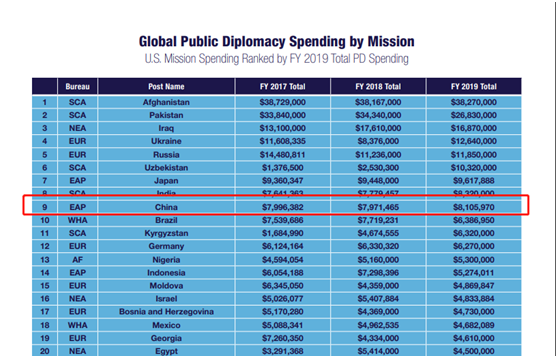 Global Public Diplomacy Spending by Mission
U.S. Mission Spending Ranked by FY 2019 Total PD Spending
Bureau Post Name FY 2017 Total FY 2018 Total FY 2019 Total
1 SCA Afghanistan $38,729,000 $38,167,000 $38,270,000
2 SCA Pakistan $33,840,000 $34,340,000 $26,830,000
3 NEA Iraq $13,100,000 $17,610,000 $16,870,000
4 EUR Ukraine $11,608,335 $8,376,000 $12,640,000
5 EUR Russia $14,480,811 $11,236,000 $11,850,000
6 SCA Uzbekistan $1,376,500 $2,530,300 $10,320,000
7 EAP Japan $9,360,347 $9,448,000 $9,617,888
8 SCA India $7,641,363 $7,779,457 $8,320,000
9 EAP China $7,996,382 $7,971,465 $8,105,970
10 WHA Brazil $7,539,686 $7,719,231 $6,386,950
11 SCA Kyrgyzstan $1,684,990 $4,674,555 $6,320,000
12 EUR Germany $6,124,164 $6,330,320 $6,270,000
13 AF Nigeria $4,594,054 $5,160,000 $5,300,000
14 EAP Indonesia $6,054,188 $7,298,396 $5,274,011
15 EUR Moldova $6,345,050 $4,359,000 $4,869,847
16 NEA Israel $5,026,077 $5,407,884 $4,833,884
17 EUR Bosnia and Herzegovina $5,170,280 $4,369,000 $4,730,000
18 WHA Mexico $5,088,341 $4,962,535 $4,682,089
19 EUR Georgia $7,260,350 $4,334,000 $4,610,000
20 NEA Egypt $3,291,368 $5,414,000 $4,500,000